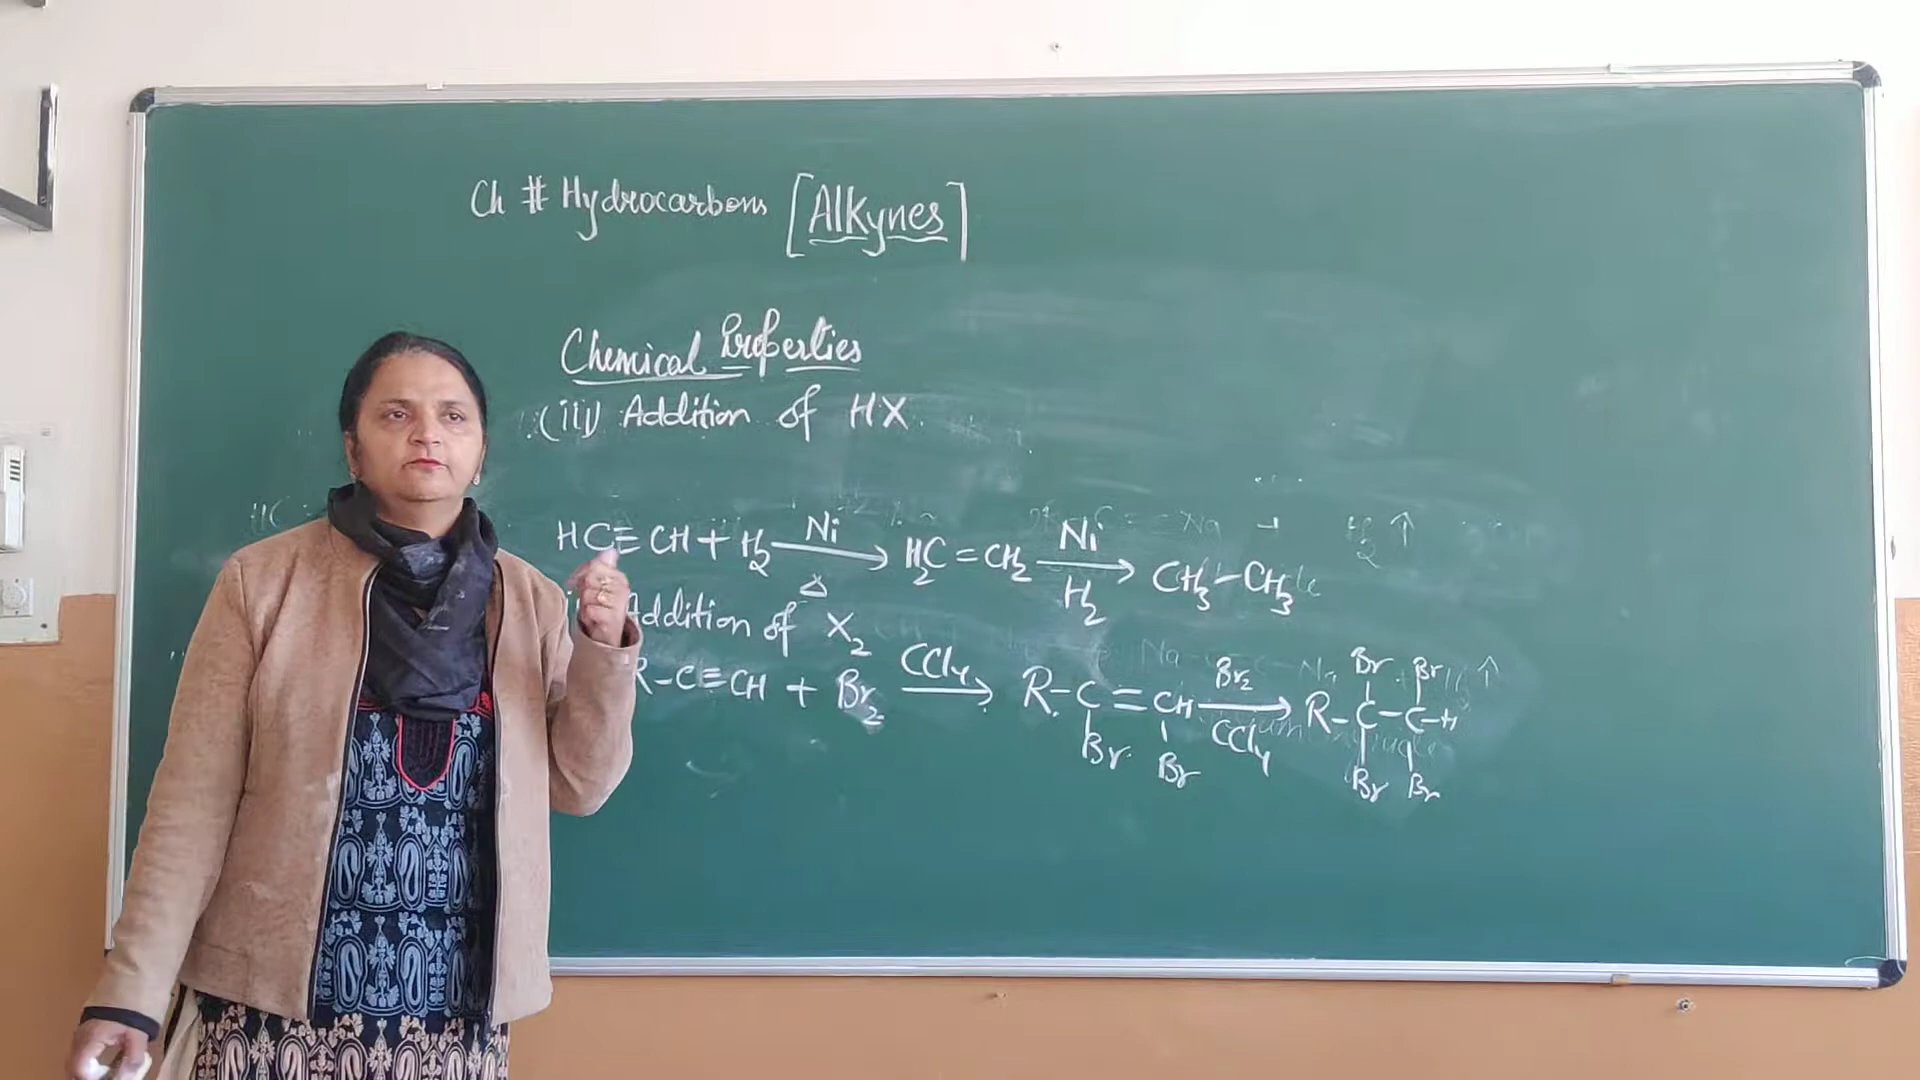 Ch # Hydrocarbons [Alkynes]
Chemical Properties
(iii) Addition of HX
HC≡CH + H₂ —Ni/Δ→ H₂C=CH₂ —Ni/H₂→ CH₃–CH₃
Addition of X₂
R–C≡CH + Br₂ —CCl₄→ R–C=CH —Br₂/CCl₄→ R–C–C–H
Br Br
Br Br
Br Br